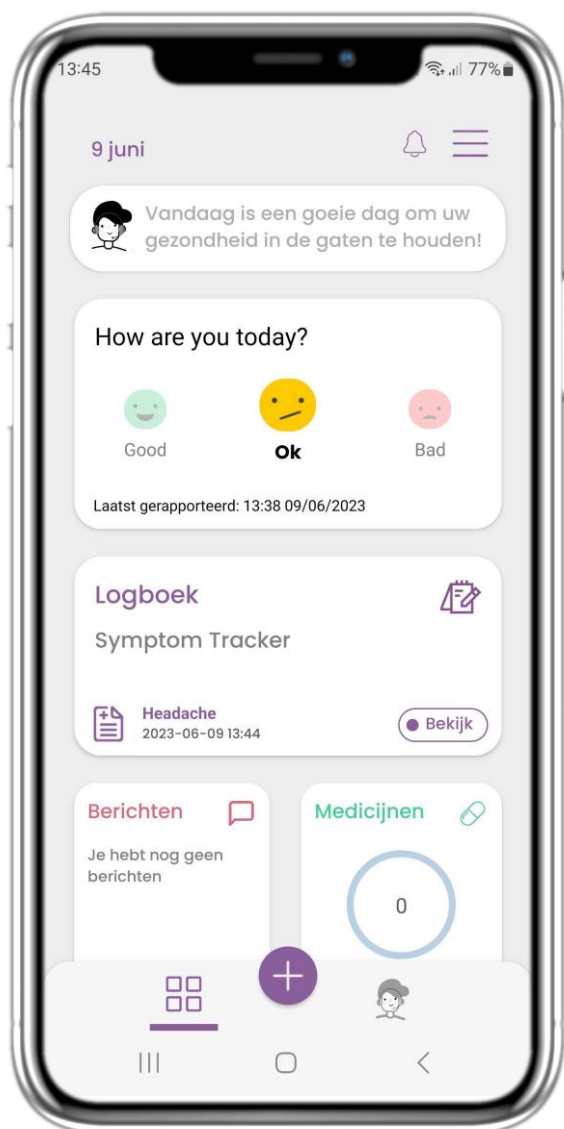 13:45
77%
9 juni
Vandaag is een goeie dag om uw
gezondheid in de gaten te houden!
How are you today?
Good
Ok
Bad
Laatst gerapporteerd: 13:38 09/06/2023
Logboek
Symptom Tracker
Headache
2023-06-09 13:44
Bekijk
Berichten
Je hebt nog geen
berichten
Medicijnen
0